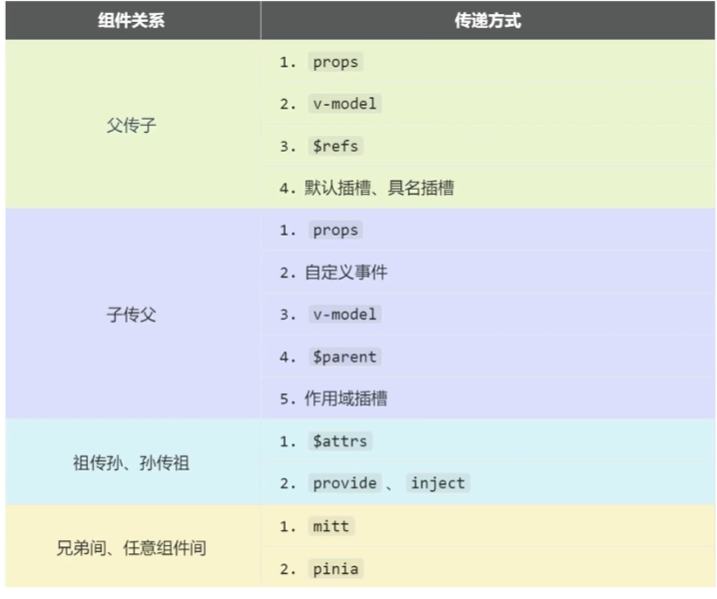 组件关系 传递方式
父传子
1. props
2. v-model
3. $refs
4. 默认插槽、具名插槽
子传父
1. props
2. 自定义事件
3. v-model
4. $parent
5. 作用域插槽
祖传孙、孙传祖
1. $attrs
2. provide 、 inject
兄弟间、任意组件间
1. mitt
2. pinia